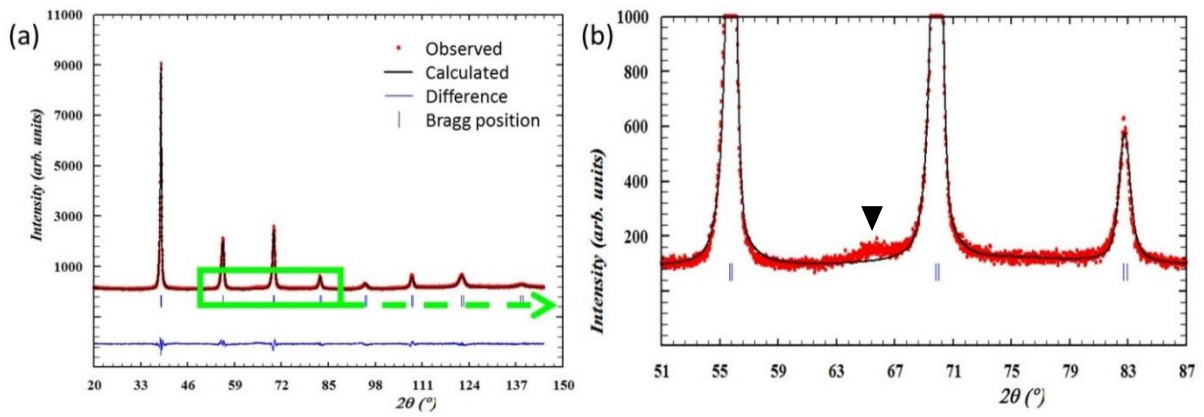 (a)
Intensity (arb. units)
11000
9000
7000
5000
3000
1000
Observed
Calculated
Difference
Bragg position
20 33 46 59 72 85 98 111 124 137 150
2θ (°)
(b)
Intensity (arb. units)
1000
800
600
400
200
51 55 59 63 67 71 75 79 83 87
2θ (°)